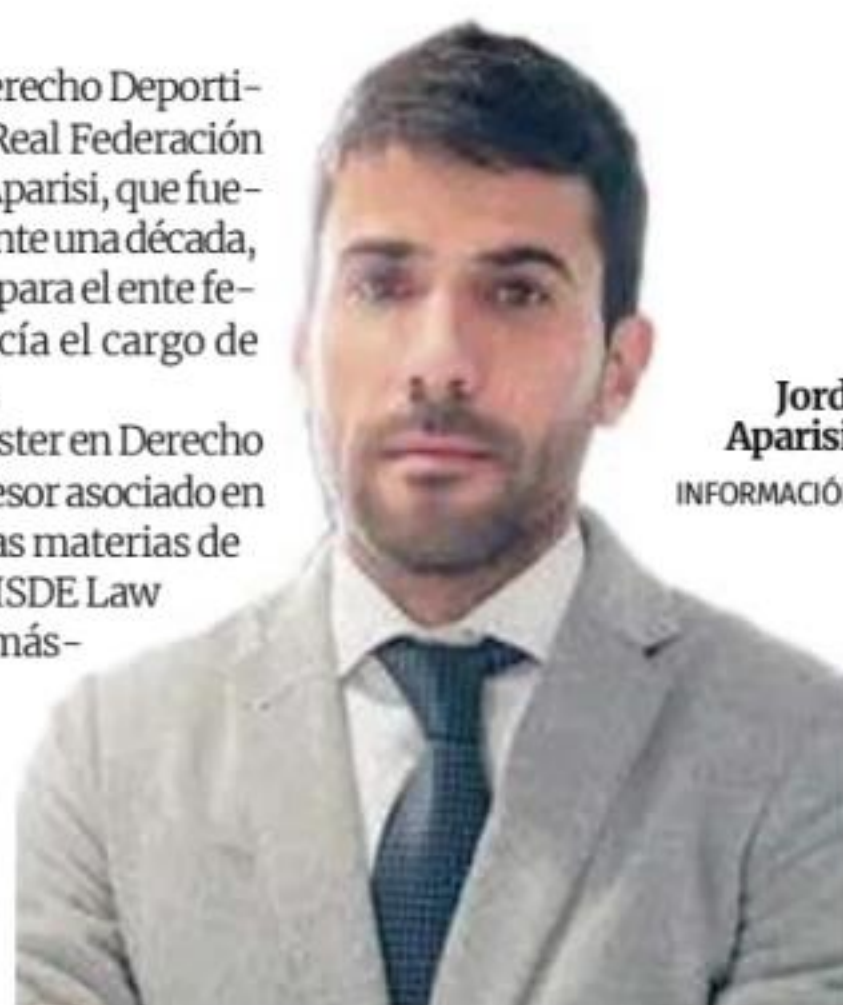 erecho Deporti-
Real Federación
Aparisi, que fue-
nte una década,
para el ente fe-
cía el cargo de
ster en Derecho
esor asociado en
as materias de
ISDE Law
más-
Jord
Aparisi
INFORMACIÓ